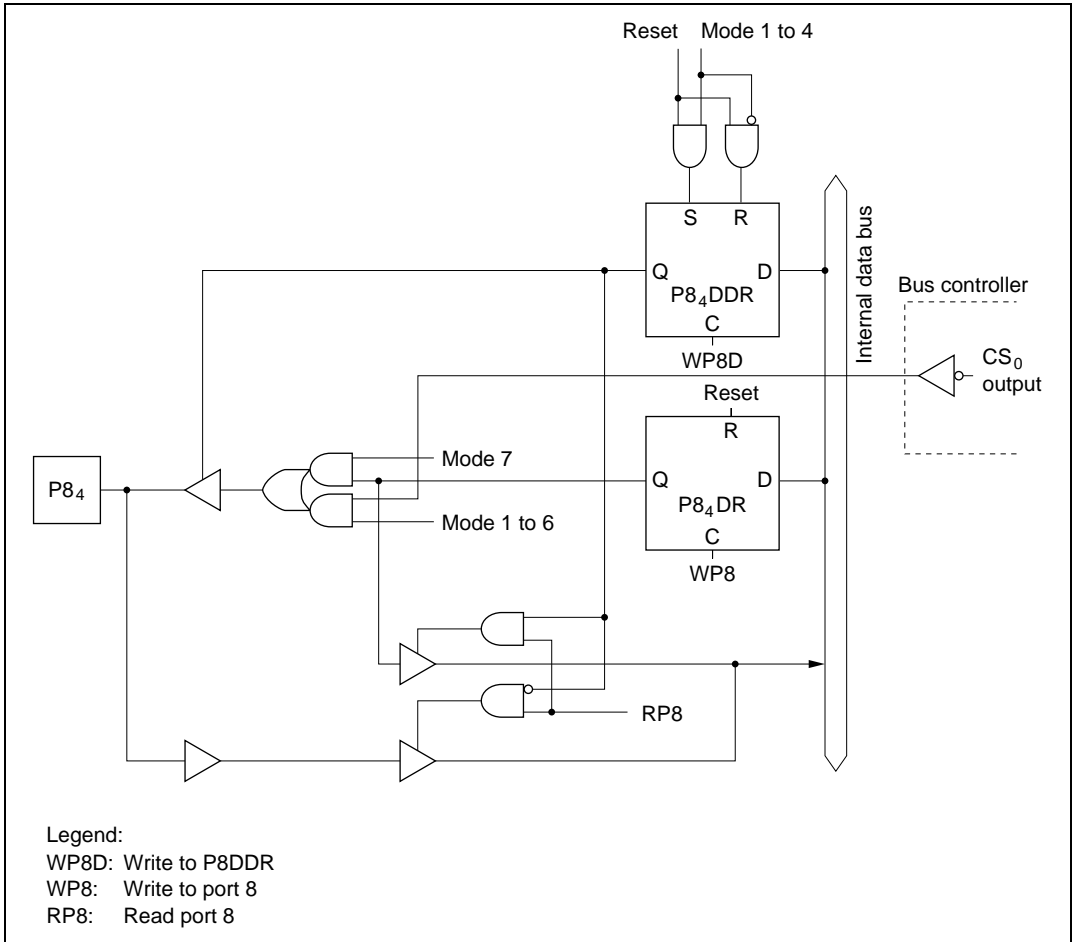 Reset Mode 1 to 4
S R
Q D
P8₄DDR
C
WP8D
Internal data bus
Bus controller
CS₀
output
Reset
R
Mode 7
Q D
P8₄
P8₄DR
Mode 1 to 6
C
WP8
RP8
Legend:
WP8D: Write to P8DDR
WP8: Write to port 8
RP8: Read port 8